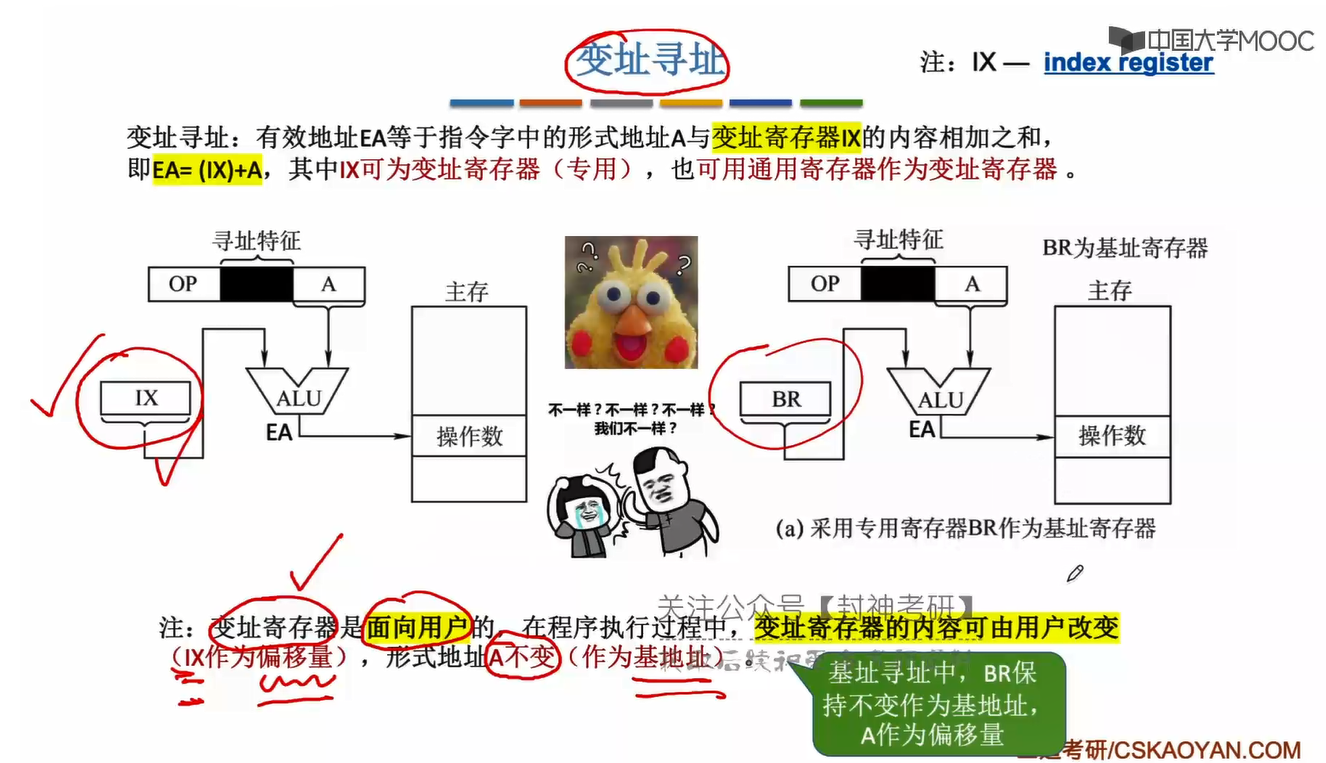 中国大学MOOC
变址寻址
注：IX — index register
变址寻址：有效地址EA等于指令字中的形式地址A与变址寄存器IX的内容相加之和，
即EA= (IX)+A，其中IX可为变址寄存器（专用），也可用通用寄存器作为变址寄存器 。
寻址特征
OP
A
主存
IX
ALU
EA
操作数
? ? ?
不一样？不一样？不一样？
我们不一样？
寻址特征
BR为基址寄存器
OP
A
主存
BR
ALU
EA
操作数
(a) 采用专用寄存器BR作为基址寄存器
关注公众号【封神考研】
注：变址寄存器是面向用户的，在程序执行过程中，变址寄存器的内容可由用户改变
（IX作为偏移量），形式地址A不变（作为基地址）。
基址寻址中，BR保
持不变作为基地址，
A作为偏移量
考研/CSKAOYAN.COM